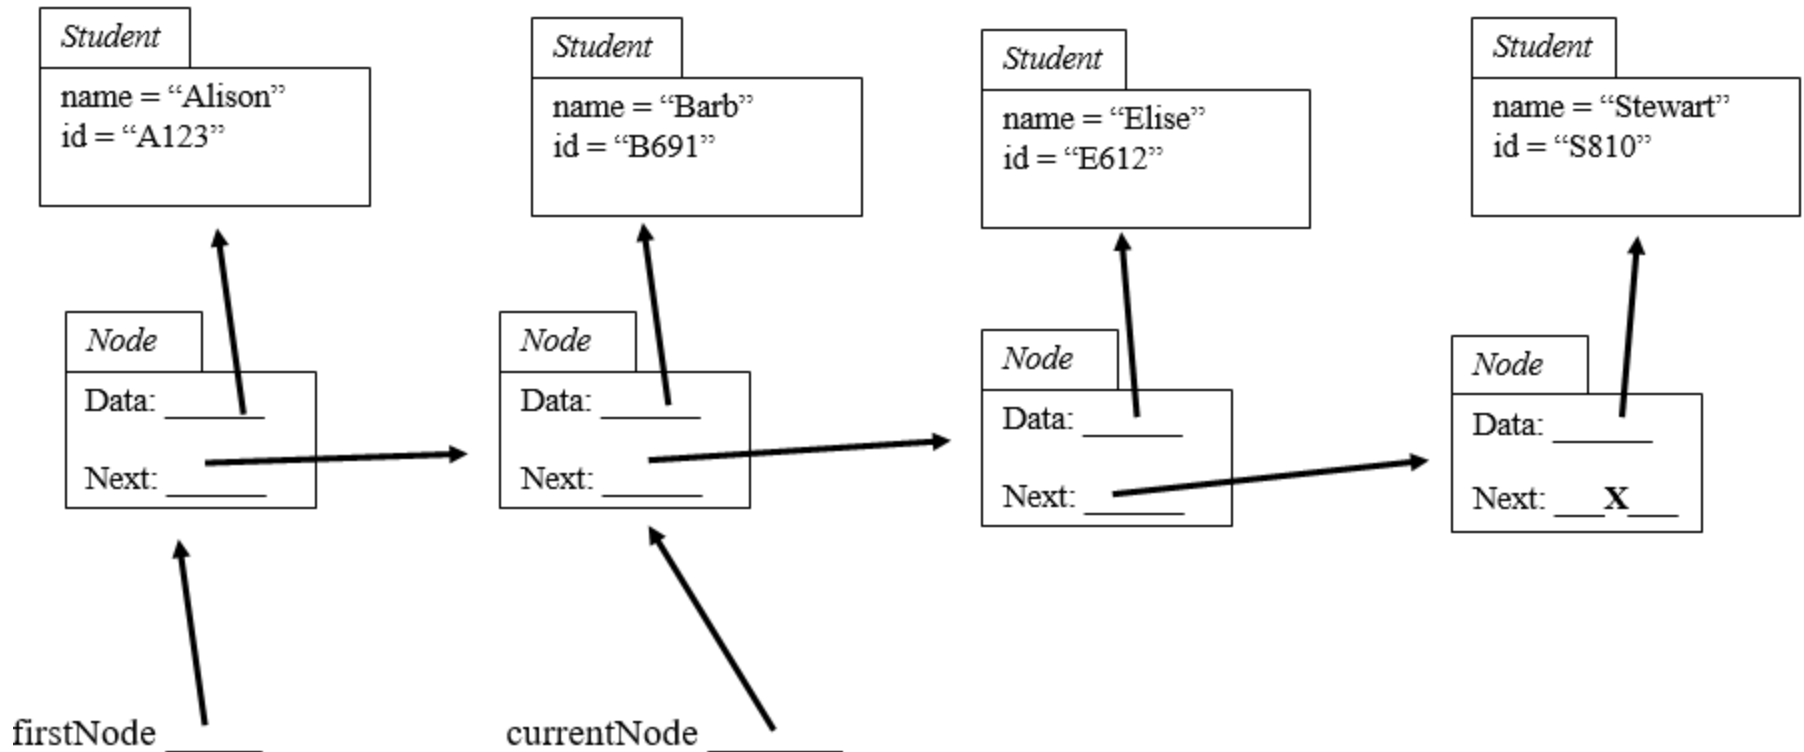 Student
name = “Alison”
id = “A123”
Student
name = “Barb”
id = “B691”
Student
name = “Elise”
id = “E612”
Student
name = “Stewart”
id = “S810”
Node
Data: ______
Next: ______
Node
Data: ______
Next: ______
Node
Data: ______
Next: ______
Node
Data: ______
Next: ___X___
firstNode ______
currentNode ________